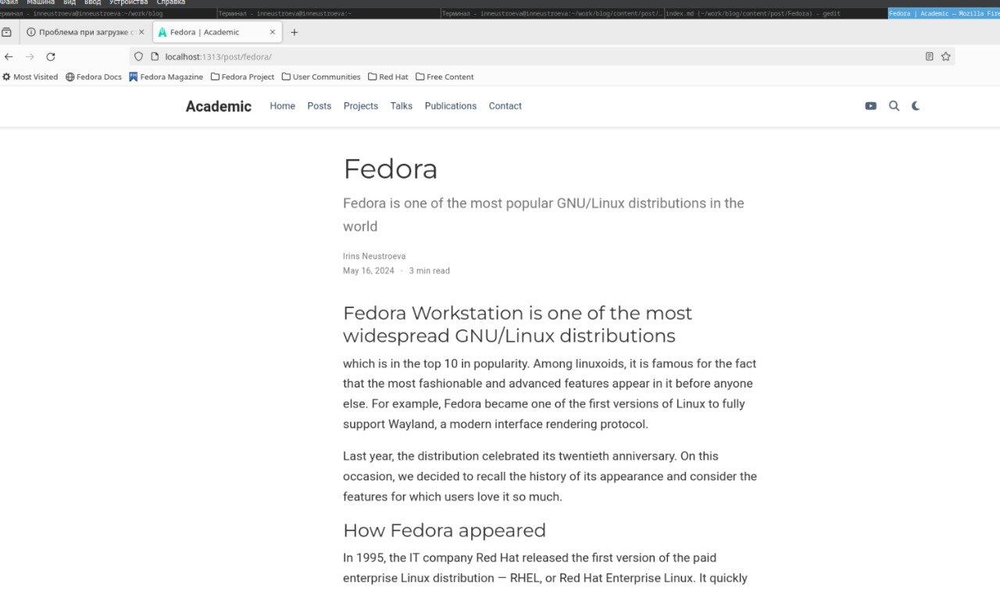 Файл Машина Вид Ввод Устройства Справка
Терминал - inneustroeva@inneustroeva:~
Терминал - inneustroeva@inneustroeva:~/work/blog/content/post/...
index.md (~/work/blog/content/post/Fedora) - gedit
Fedora | Academic — Mozilla Fire
Проблема при загрузке
Fedora | Academic
localhost:1313/post/fedora/
Most Visited Fedora Docs Fedora Magazine Fedora Project User Communities Red Hat Free Content
Academic Home Posts Projects Talks Publications Contact
Fedora
Fedora is one of the most popular GNU/Linux distributions in the
world
Irins Neustroeva
May 16, 2024 · 3 min read
Fedora Workstation is one of the most
widespread GNU/Linux distributions
which is in the top 10 in popularity. Among linuxoids, it is famous for the fact
that the most fashionable and advanced features appear in it before anyone
else. For example, Fedora became one of the first versions of Linux to fully
support Wayland, a modern interface rendering protocol.
Last year, the distribution celebrated its twentieth anniversary. On this
occasion, we decided to recall the history of its appearance and consider the
features for which users love it so much.
How Fedora appeared
In 1995, the IT company Red Hat released the first version of the paid
enterprise Linux distribution — RHEL, or Red Hat Enterprise Linux. It quickly